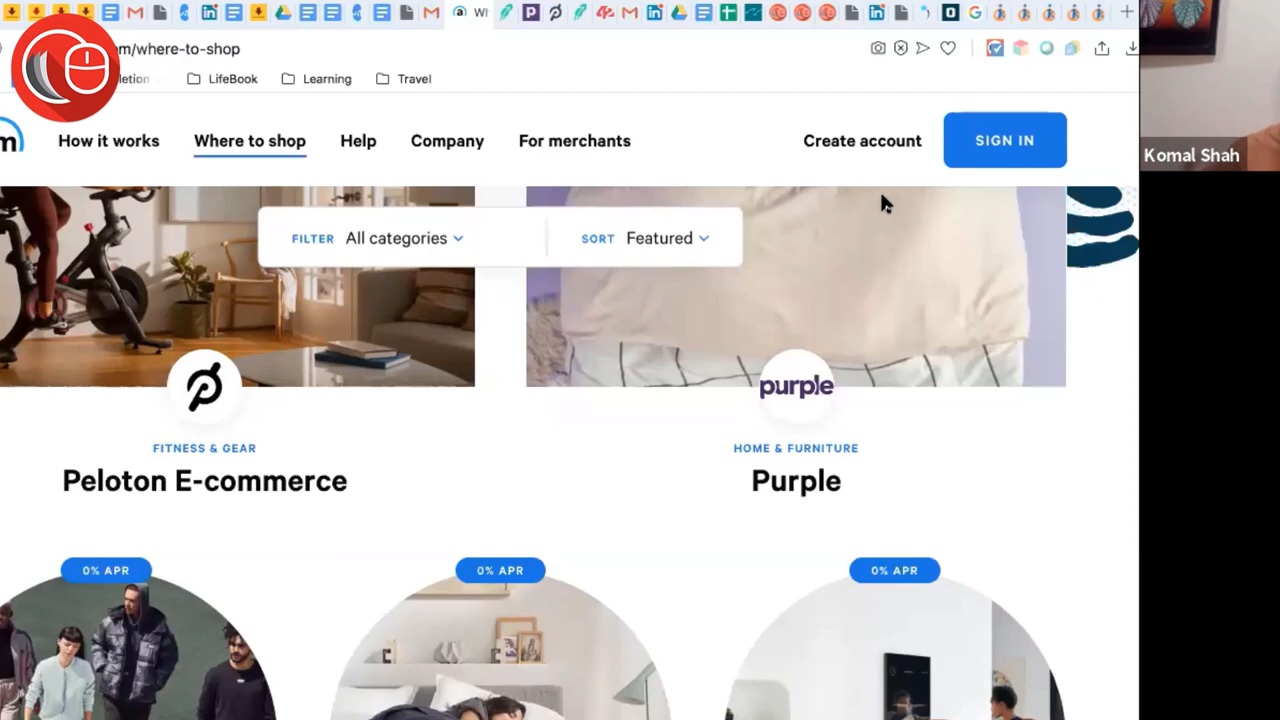 Wh
m/where-to-shop
letion
LifeBook
Learning
Travel
m
How it works
Where to shop
Help
Company
For merchants
Create account
SIGN IN
Komal Shah
FILTER All categories
SORT Featured
purple
FITNESS & GEAR
HOME & FURNITURE
Peloton E-commerce
Purple
0% APR
0% APR
0% APR